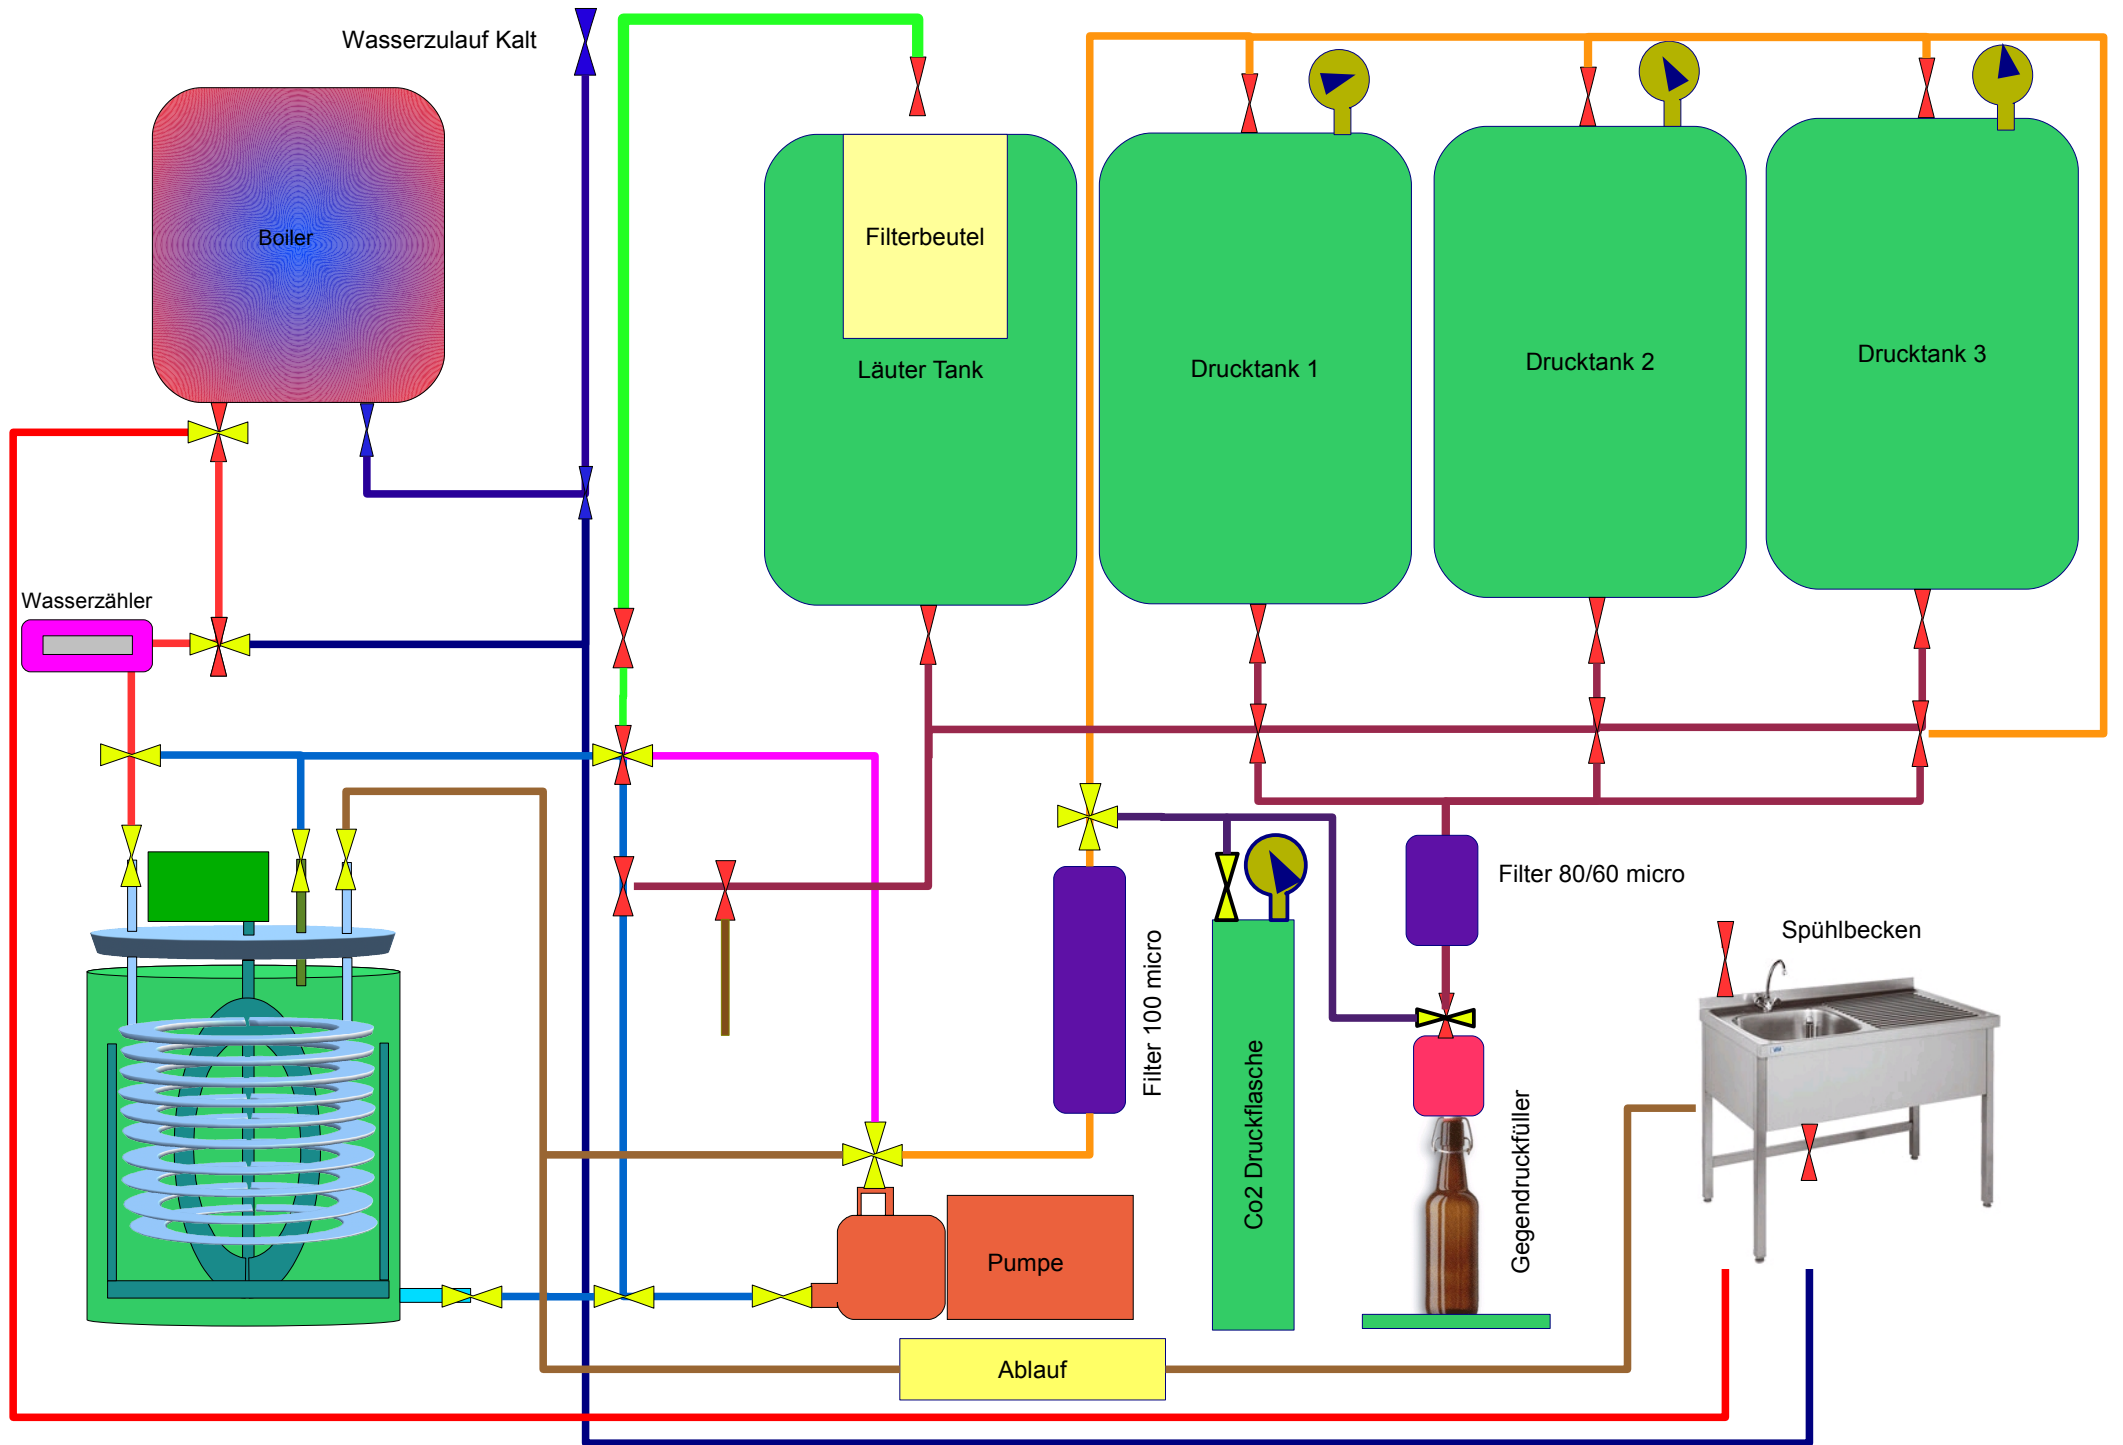 Wasserzulauf Kalt
Boiler
Filterbeutel
Läuter Tank
Drucktank 1
Drucktank 2
Drucktank 3
Wasserzähler
Filter 80/60 micro
Spühlbecken
Filter 100 micro
Co2 Druckflasche
Gegendruckfüller
Pumpe
Ablauf